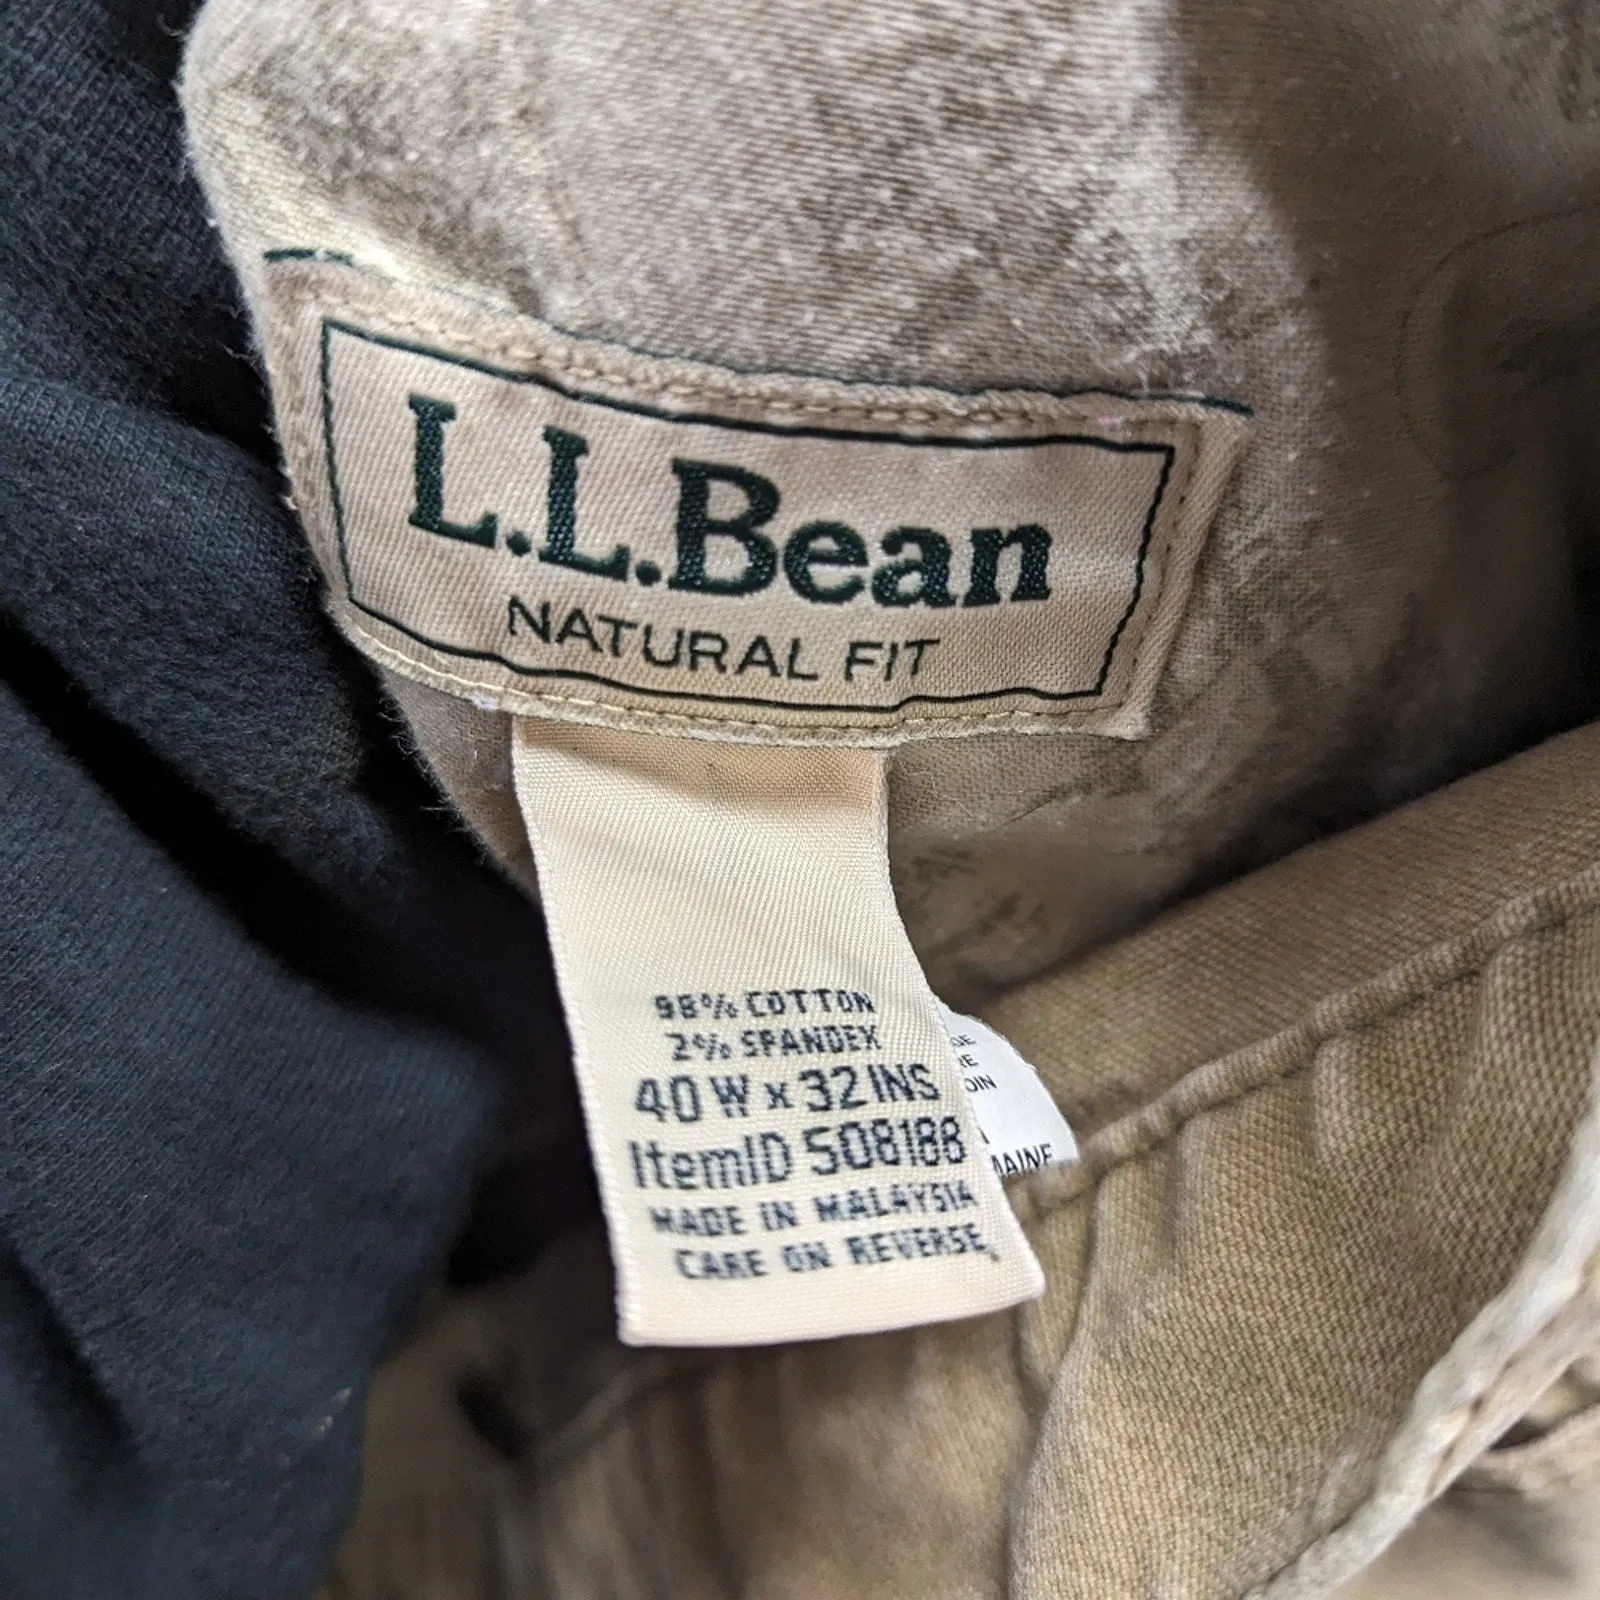 L.L.Bean
NATURAL FIT
98% COTTON
2% SPANDEX
40 W x 32 INS
ItemID 508188
MADE IN MALAYSIA
CARE ON REVERSE